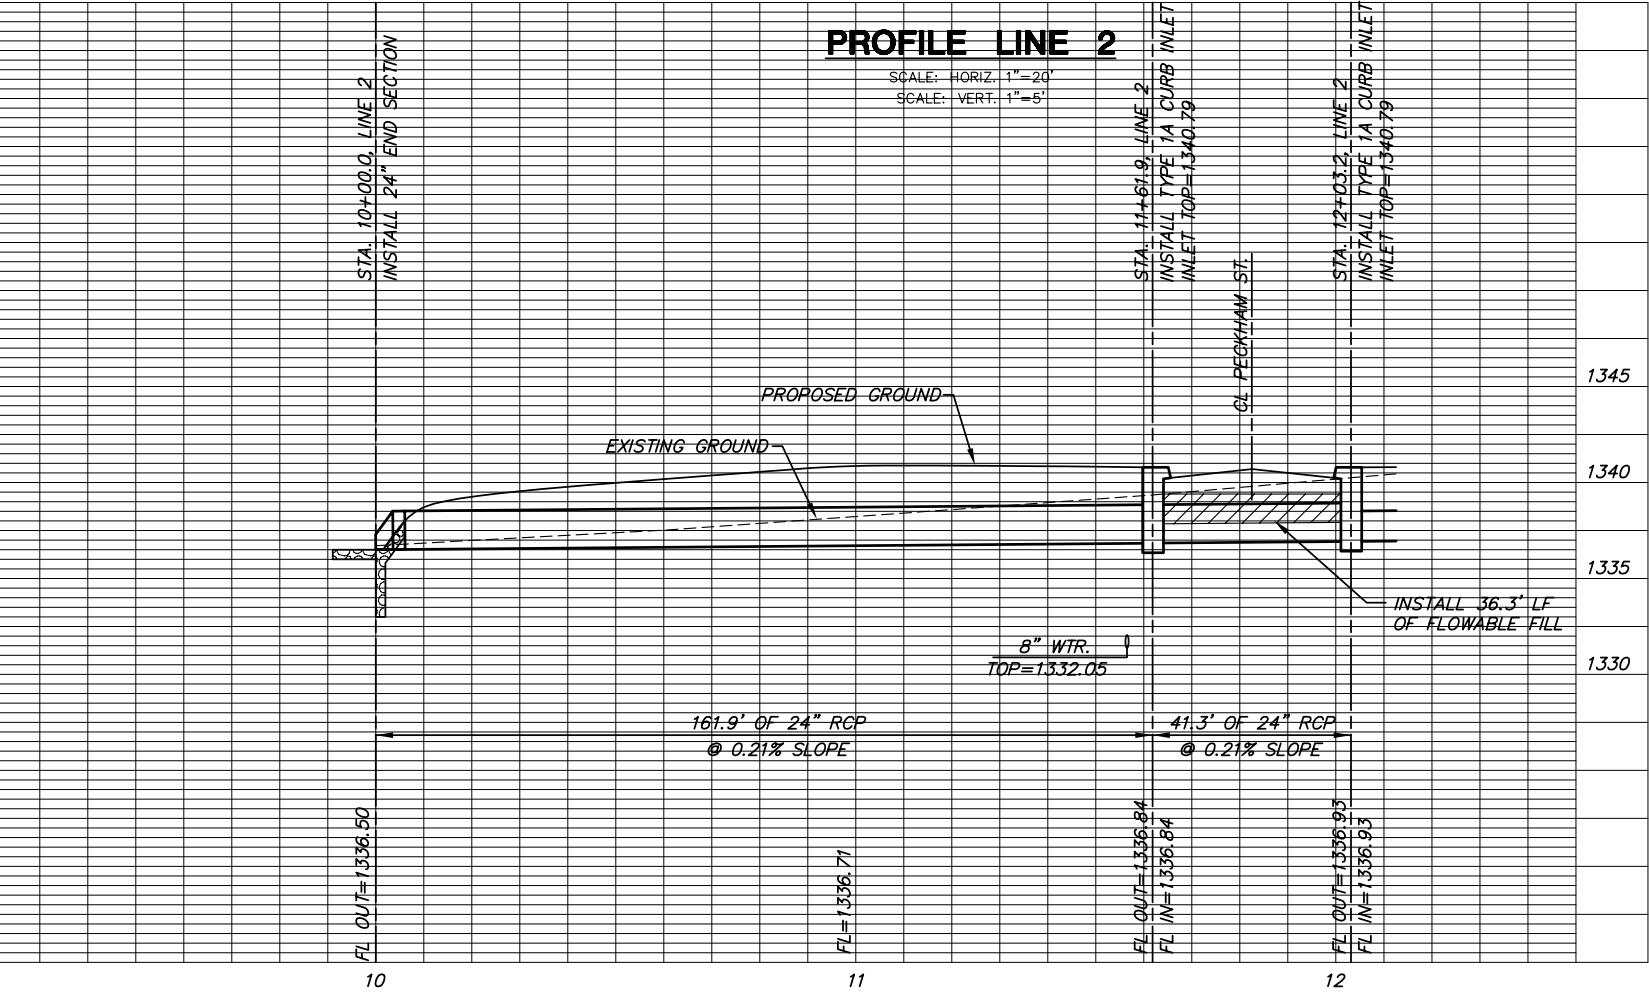 PROFILE LINE 2
SCALE: HORIZ. 1"=20'
SCALE: VERT. 1"=5'
STA. 10+00.0, LINE 2
INSTALL 24" END SECTION
STA. 11+61.9, LINE 2
INSTALL TYPE 1A CURB INLET
INLET TOP=1340.79
CL PECKHAM ST.
STA. 12+03.2, LINE 2
INSTALL TYPE 1A CURB INLET
INLET TOP=1340.79
1345
PROPOSED GROUND
EXISTING GROUND
1340
1335
INSTALL 36.3' LF
OF FLOWABLE FILL
8" WTR.
TOP=1332.05
1330
161.9' OF 24" RCP
@ 0.21% SLOPE
41.3' OF 24" RCP
@ 0.21% SLOPE
FL OUT=1336.50
FL=1336.71
FL OUT=1336.84
FL IN=1336.84
FL OUT=1336.93
FL IN=1336.93
10
11
12